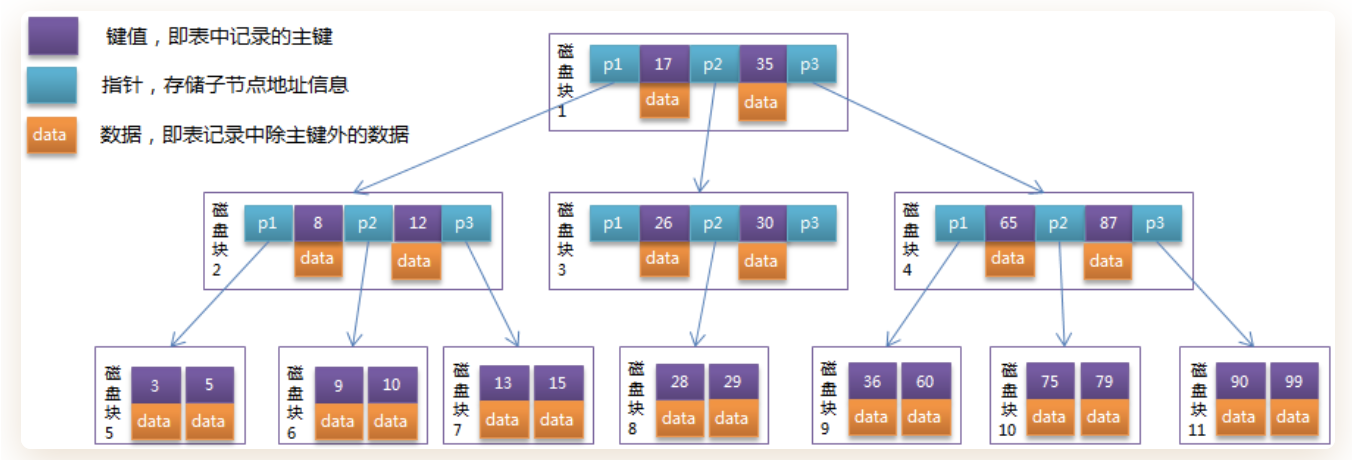 键值，即表中记录的主键
指针，存储子节点地址信息
data 数据，即表记录中除主键外的数据
磁盘块1
p1 17 p2 35 p3
data data
磁盘块2
p1 8 p2 12 p3
data data
磁盘块3
p1 26 p2 30 p3
data data
磁盘块4
p1 65 p2 87 p3
data data
磁盘块5
3 5
data data
磁盘块6
9 10
data data
磁盘块7
13 15
data data
磁盘块8
28 29
data data
磁盘块9
36 60
data data
磁盘块10
75 79
data data
磁盘块11
90 99
data data